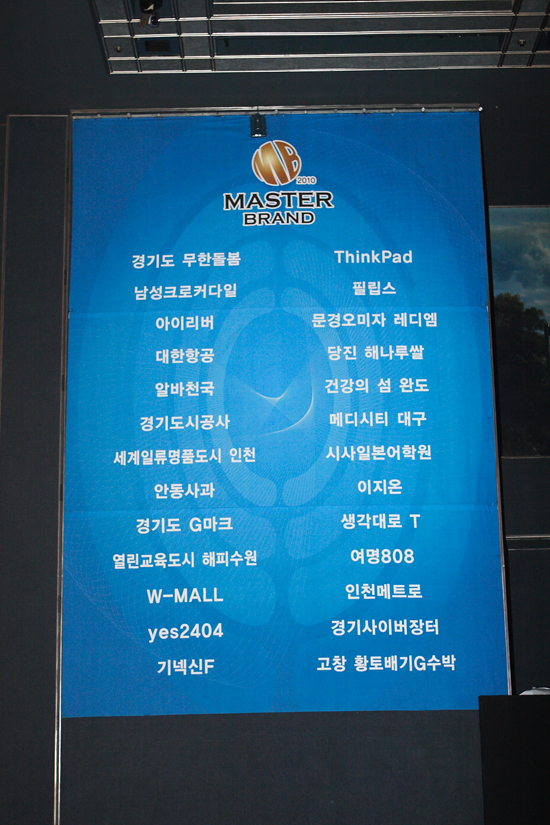 MB
2010
MASTER
BRAND
경기도 무한돌봄
남성크로커다일
아이리버
대한항공
알바천국
경기도시공사
세계일류명품도시 인천
안동사과
경기도 G마크
열린교육도시 해피수원
W-MALL
yes2404
기넥신F
ThinkPad
필립스
문경오미자 레디엠
당진 해나루쌀
건강의 섬 완도
메디시티 대구
시사일본어학원
이지온
생각대로 T
여명808
인천메트로
경기사이버장터
고창 황토배기G수박